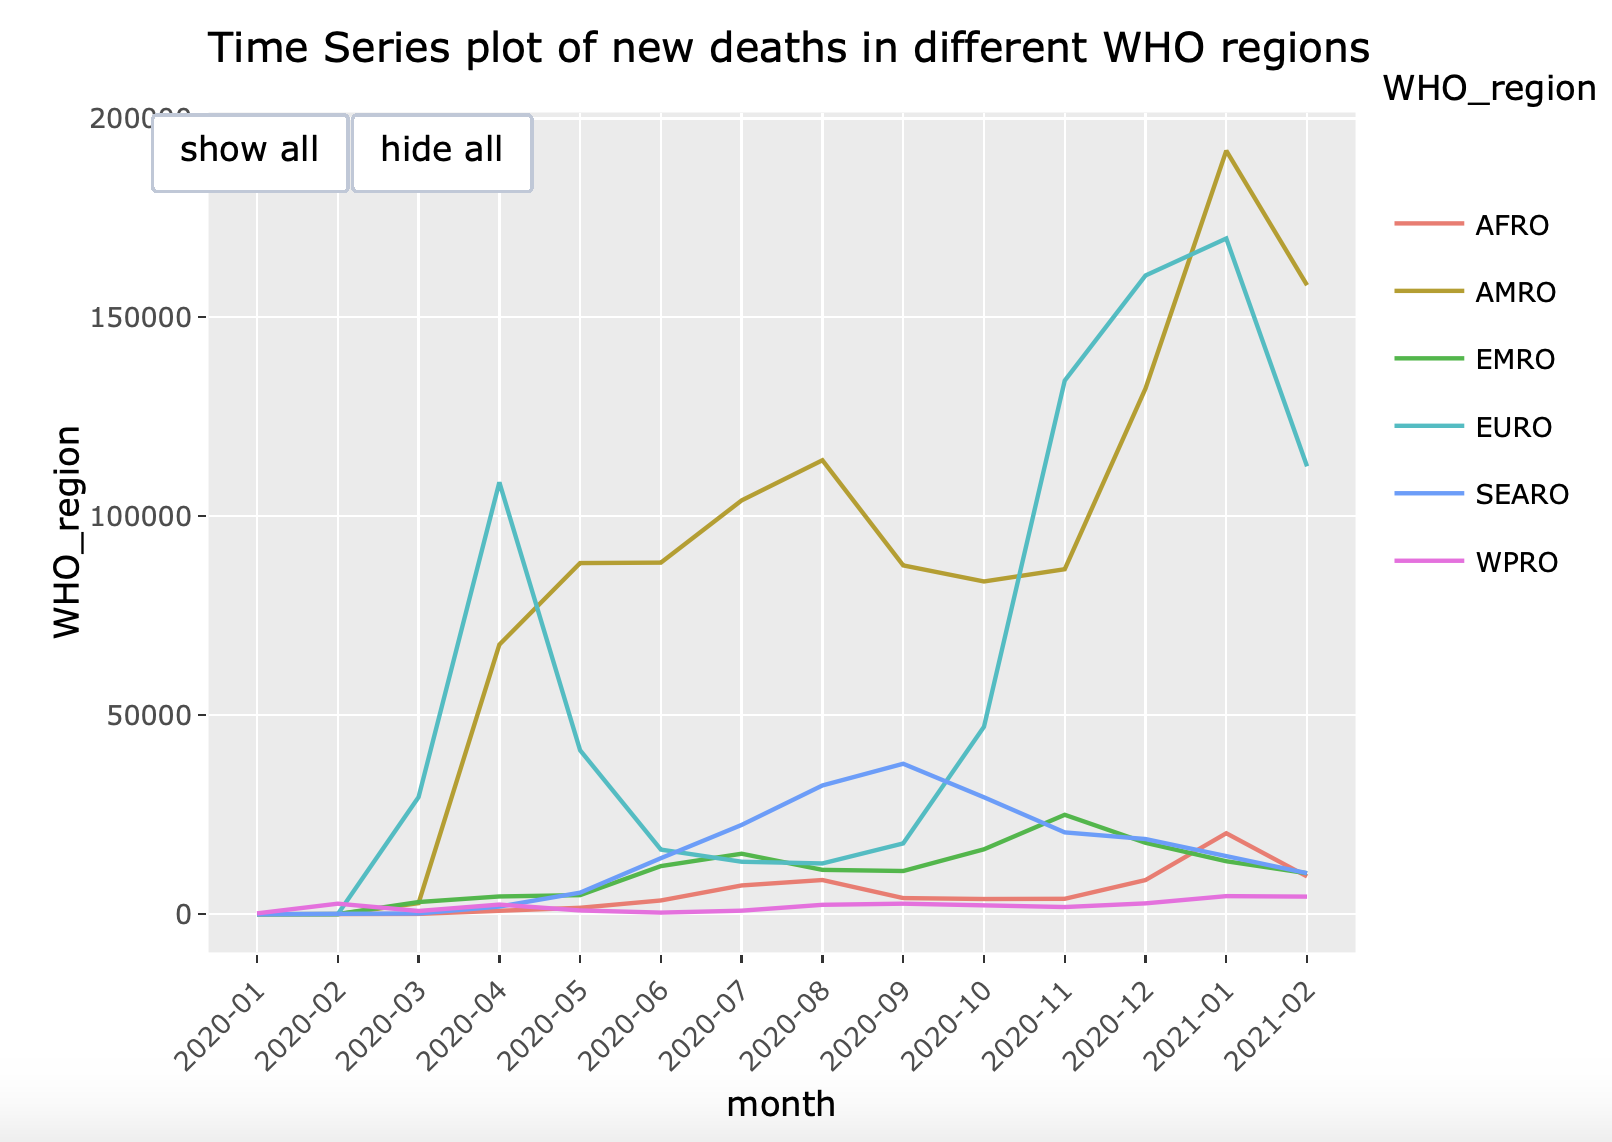 Time Series plot of new deaths in different WHO regions
WHO_region
show all
hide all
200000
150000
100000
50000
0
WHO_region
AFRO
AMRO
EMRO
EURO
SEARO
WPRO
2020-01
2020-02
2020-03
2020-04
2020-05
2020-06
2020-07
2020-08
2020-09
2020-10
2020-11
2020-12
2021-01
2021-02
month